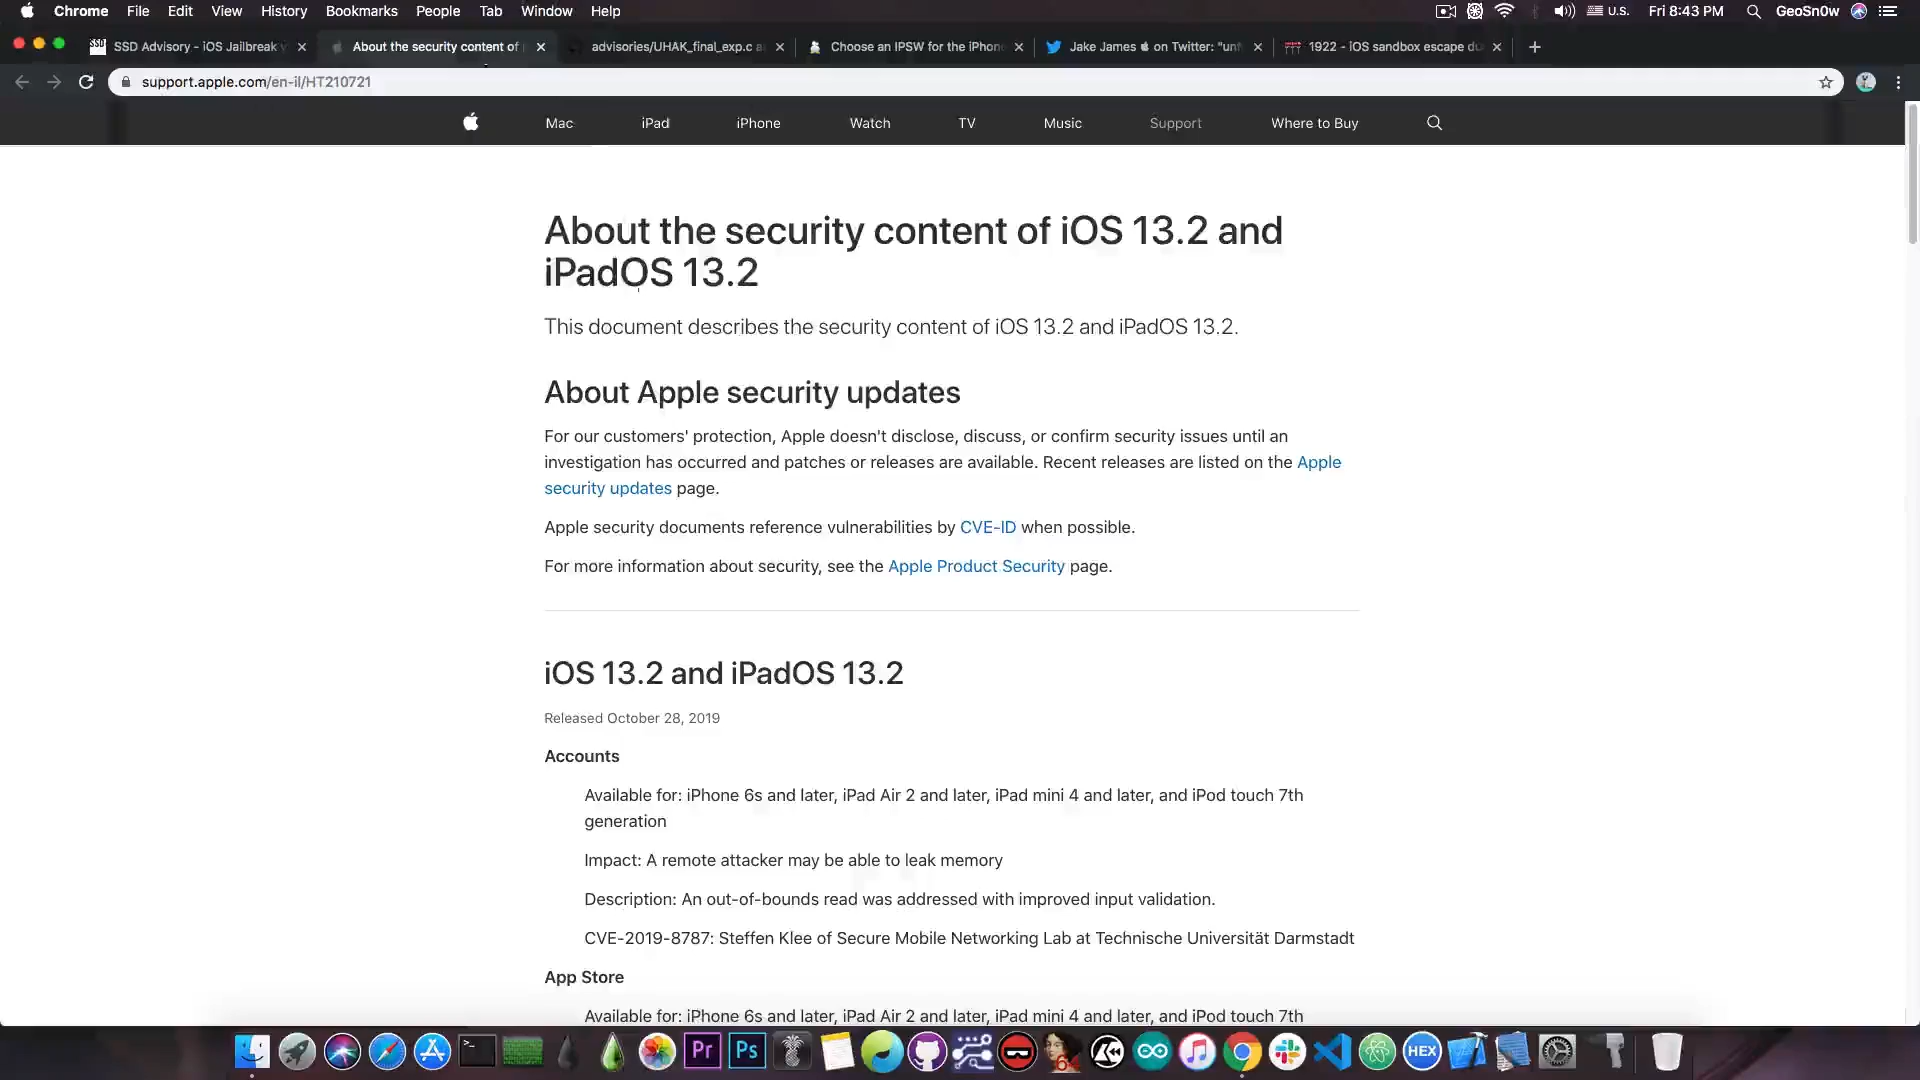 Chrome File Edit View History Bookmarks People Tab Window Help U.S. Fri 8:43 PM GeoSn0w
SSD SSD Advisory - iOS Jailbreak
About the security content of
advisories/UHAK_final_exp.c
Choose an IPSW for the iPhon
Jake James on Twitter: "unf
1922 - iOS sandbox escape du
support.apple.com/en-il/HT210721
Mac iPad iPhone Watch TV Music Support Where to Buy
About the security content of iOS 13.2 and
iPadOS 13.2
This document describes the security content of iOS 13.2 and iPadOS 13.2.
About Apple security updates
For our customers' protection, Apple doesn't disclose, discuss, or confirm security issues until an
investigation has occurred and patches or releases are available. Recent releases are listed on the Apple
security updates page.
Apple security documents reference vulnerabilities by CVE-ID when possible.
For more information about security, see the Apple Product Security page.
iOS 13.2 and iPadOS 13.2
Released October 28, 2019
Accounts
Available for: iPhone 6s and later, iPad Air 2 and later, iPad mini 4 and later, and iPod touch 7th
generation
Impact: A remote attacker may be able to leak memory
Description: An out-of-bounds read was addressed with improved input validation.
CVE-2019-8787: Steffen Klee of Secure Mobile Networking Lab at Technische Universität Darmstadt
App Store
Available for: iPhone 6s and later, iPad Air 2 and later, iPad mini 4 and later, and iPod touch 7th
Pr Ps HEX